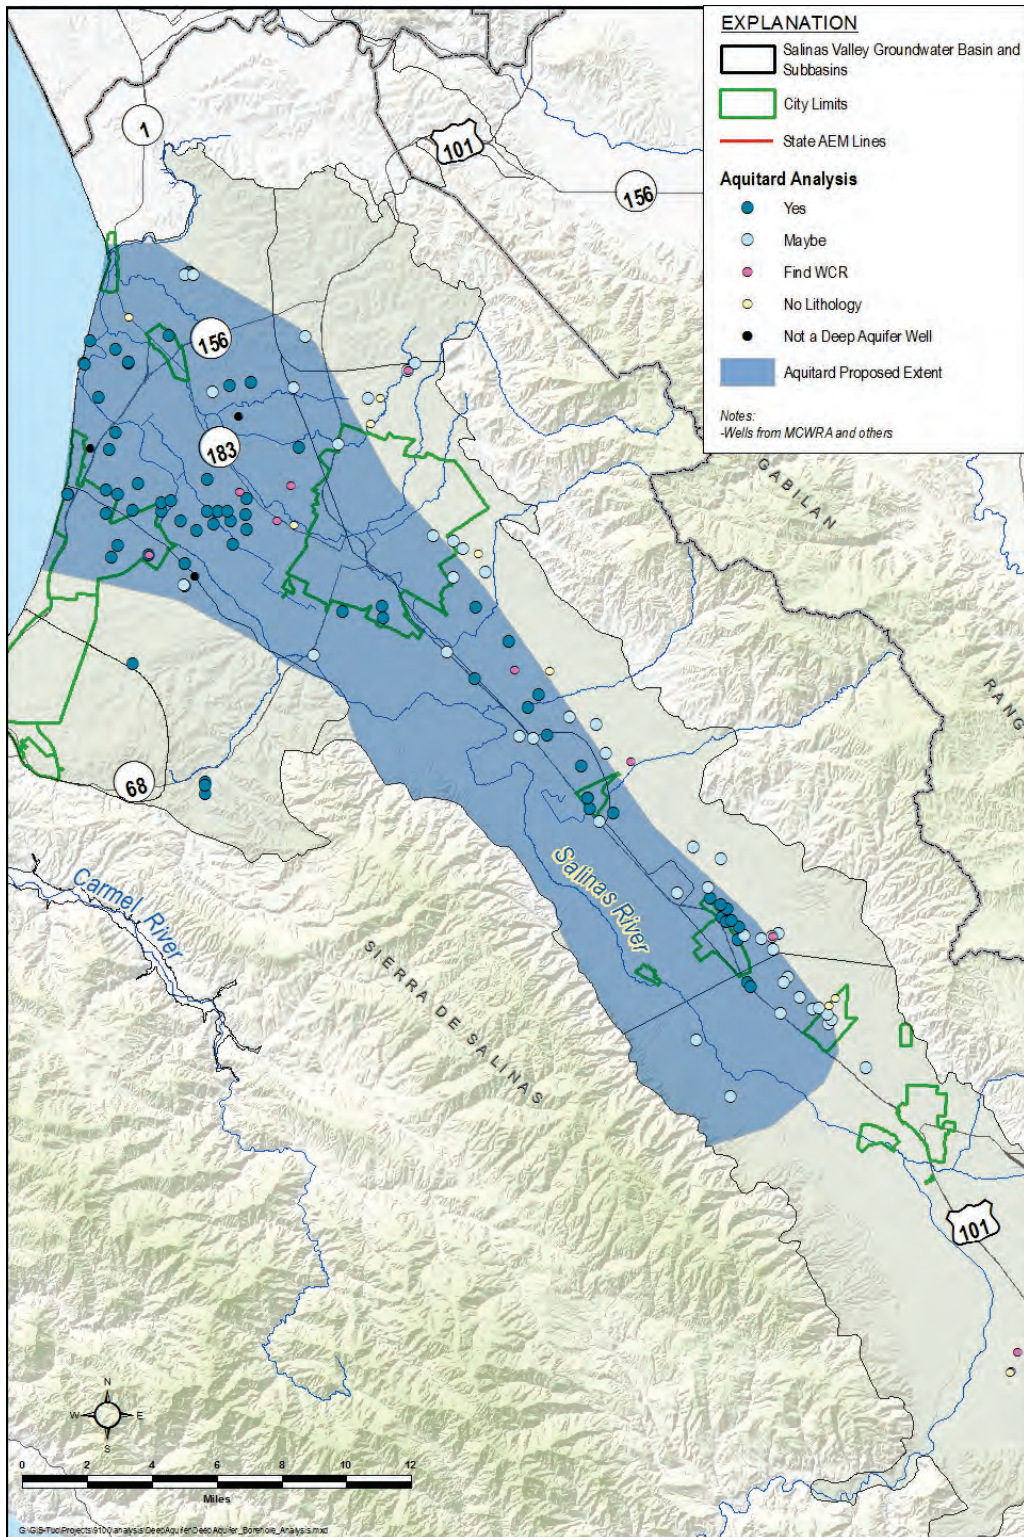 EXPLANATION
Salinas Valley Groundwater Basin and
Subbasins
City Limits
State AEM Lines
Aquitard Analysis
Yes
Maybe
Find WCR
No Lithology
Not a Deep Aquifer Well
Aquitard Proposed Extent
Notes:
-Wells from MCWRA and others
1
101
156
156
183
GABILAN
RANG
68
Salinas River
Carmel River
SIERRA DE SALINAS
101
N
W E
S
0 2 4 6 8 10 12
Miles